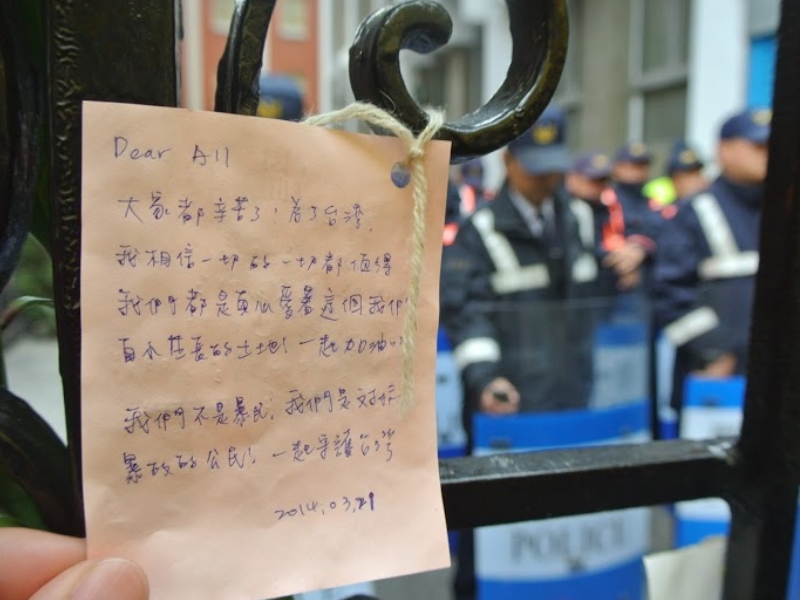 Dear All
大家都辛苦了!為了台灣,
我相信一切的一切都值得
我們都是真心愛著這個我們
自小長的土地!一起加油!!
我們不是暴民,我們是對抗
暴政的公民!一起守護台灣
2014.03.21
POLICE